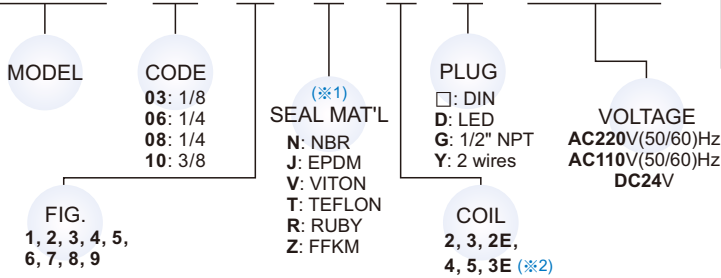 MODEL
CODE
03: 1/8
06: 1/4
08: 1/4
10: 3/8
FIG.
1, 2, 3, 4, 5,
6, 7, 8, 9
(※1)
SEAL MAT'L
N: NBR
J: EPDM
V: VITON
T: TEFLON
R: RUBY
Z: FFKM
COIL
2, 3, 2E,
4, 5, 3E (※2)
PLUG
□: DIN
D: LED
G: 1/2" NPT
Y: 2 wires
VOLTAGE
AC220V(50/60)Hz
AC110V(50/60)Hz
DC24V